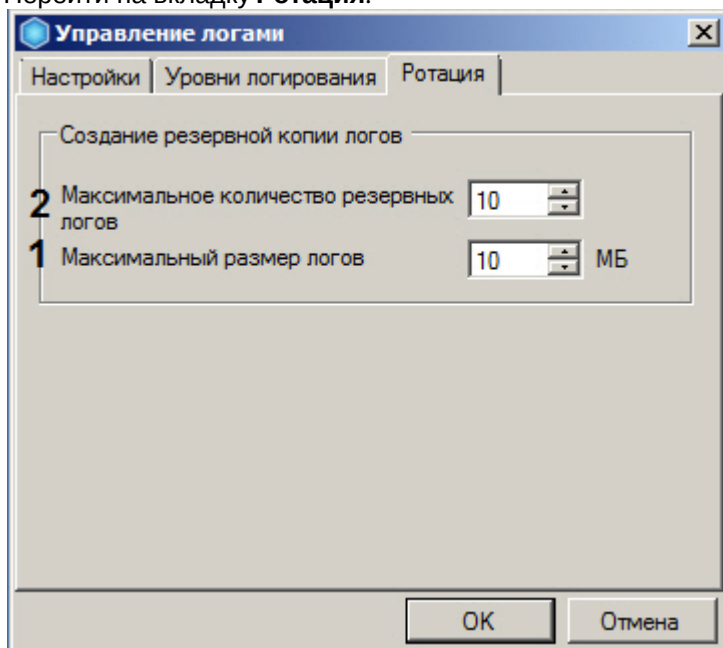 Перейти на вкладку Ротация.
Управление логами
Настройки Уровни логирования Ротация
Создание резервной копии логов
2 Максимальное количество резервных 10
логов
1 Максимальный размер логов 10 МБ
OK Отмена